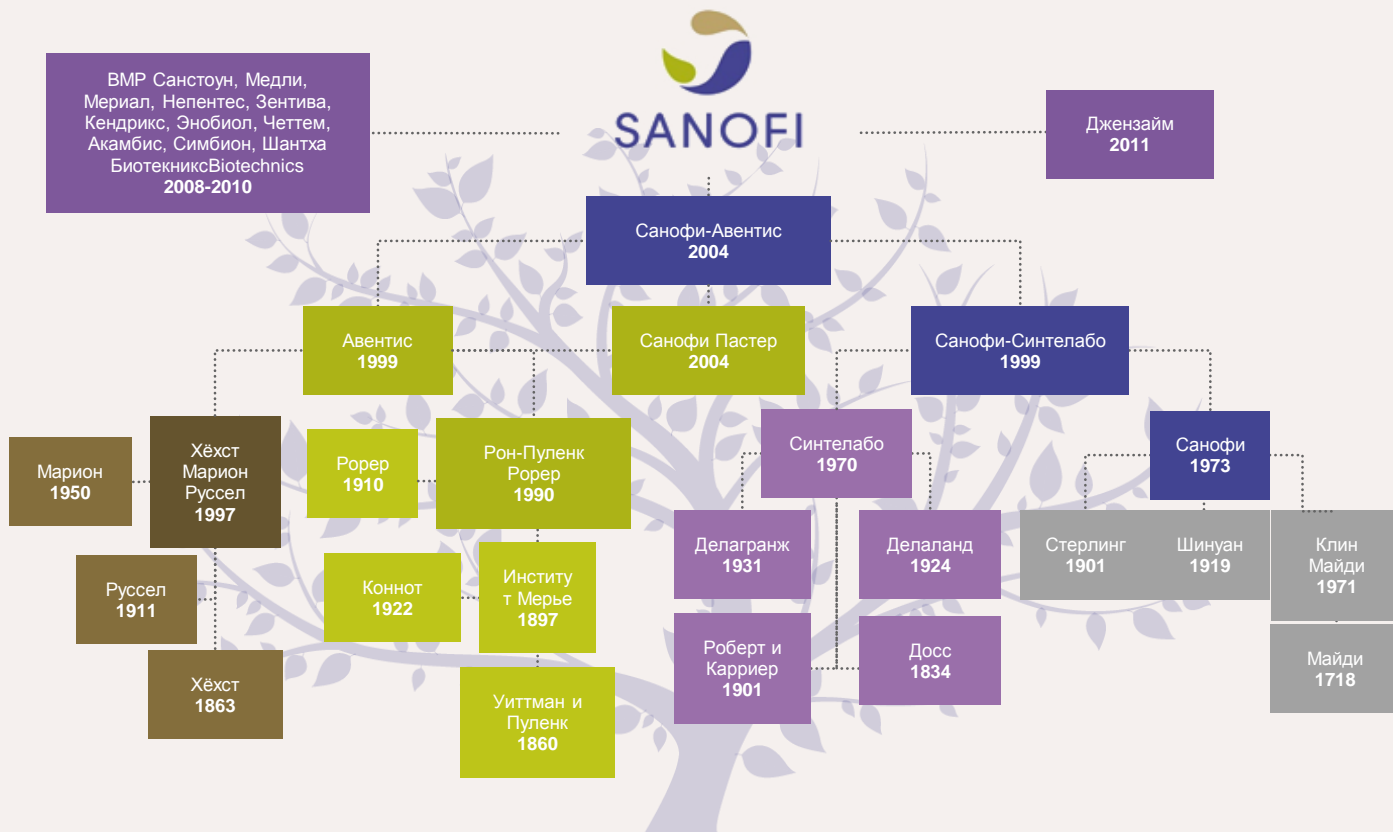 ВМР Санстоун, Медли,
Мериал, Непентес, Зентива,
Кендрикс, Энобиол, Четтем,
Акамбис, Симбион, Шантха
БиотекниксBiotechnics
2008-2010
SANOFI
Джензайм
2011
Санофи-Авентис
2004
Авентис
1999
Санофи Пастер
2004
Санофи-Синтелабо
1999
Марион
1950
Хёхст
Марион
Руссел
1997
Рорер
1910
Рон-Пуленк
Рорер
1990
Синтелабо
1970
Санофи
1973
Руссел
1911
Коннот
1922
Институ
т Мерье
1897
Делагранж
1931
Делаланд
1924
Стерлинг
1901
Шинуан
1919
Клин
Майди
1971
Хёхст
1863
Уиттман и
Пуленк
1860
Роберт и
Карриер
1901
Досс
1834
Майди
1718